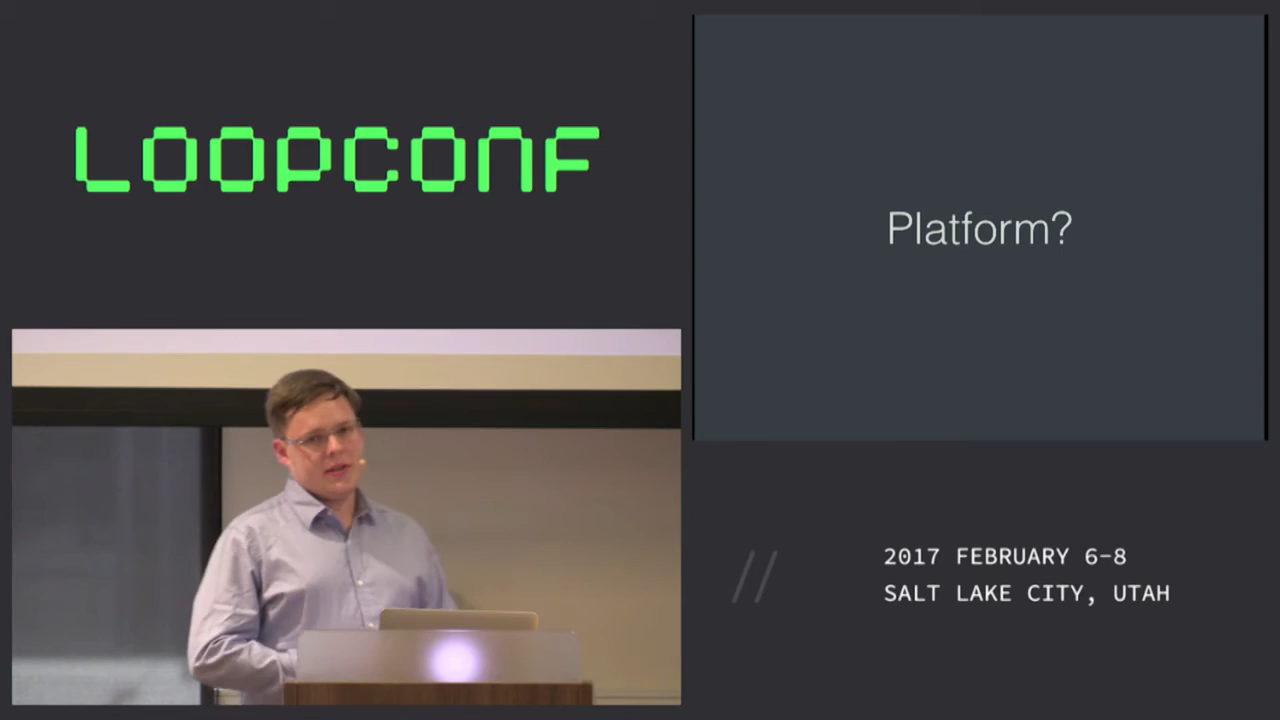 LOOPCONF
Platform?
//
2017 FEBRUARY 6-8
SALT LAKE CITY, UTAH